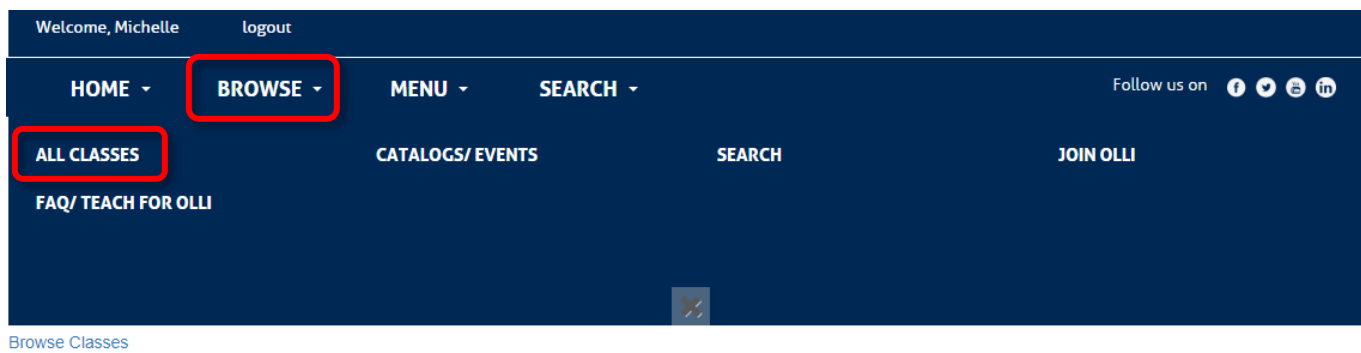 Welcome, Michelle logout
HOME BROWSE MENU SEARCH Follow us on
ALL CLASSES CATALOGS/ EVENTS SEARCH JOIN OLLI
FAQ/ TEACH FOR OLLI
Browse Classes